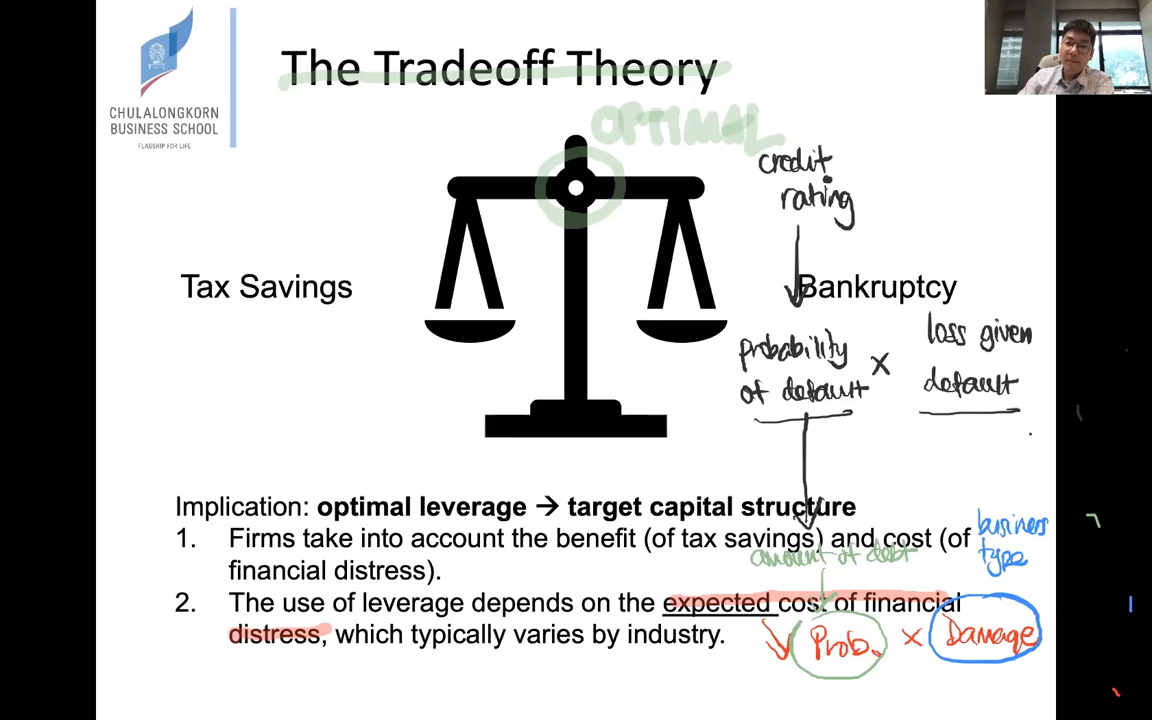 CHULALONGKORN
BUSINESS SCHOOL
FLAGSHIP FOR LIFE
The Tradeoff Theory
OPTIMAL
credit
rating
Tax Savings
Bankruptcy
probability
of default
×
loss given
default
Implication: optimal leverage → target capital structure
1. Firms take into account the benefit (of tax savings) and cost (of
financial distress).
2. The use of leverage depends on the expected cost of financial
distress, which typically varies by industry.
amount of debt
business
type
Prob. × Damage